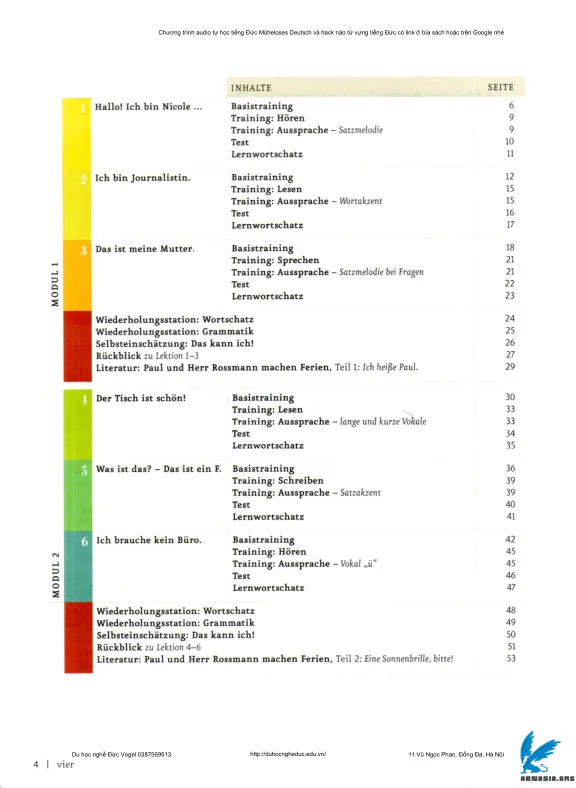 Chương trình audio tự học tiếng Đức Müheloses Deutsch và hack não từ vựng tiếng Đức có link ở bìa sách hoặc trên Google nhé
INHALTE SEITE
1 Hallo! Ich bin Nicole ... Basistraining 6
Training: Hören 9
Training: Aussprache – Satzmelodie 9
Test 10
Lernwortschatz 11
2 Ich bin Journalistin. Basistraining 12
Training: Lesen 15
Training: Aussprache – Wortakzent 15
Test 16
Lernwortschatz 17
3 Das ist meine Mutter. Basistraining 18
Training: Sprechen 21
Training: Aussprache – Satzmelodie bei Fragen 21
Test 22
Lernwortschatz 23
MODUL 1
Wiederholungsstation: Wortschatz 24
Wiederholungsstation: Grammatik 25
Selbsteinschätzung: Das kann ich! 26
Rückblick zu Lektion 1–3 27
Literatur: Paul und Herr Rossmann machen Ferien, Teil 1: Ich heiße Paul. 29
4 Der Tisch ist schön! Basistraining 30
Training: Lesen 33
Training: Aussprache – lange und kurze Vokale 33
Test 34
Lernwortschatz 35
5 Was ist das? – Das ist ein F. Basistraining 36
Training: Schreiben 39
Training: Aussprache – Satzakzent 39
Test 40
Lernwortschatz 41
6 Ich brauche kein Büro. Basistraining 42
Training: Hören 45
Training: Aussprache – Vokal „ü“ 45
Test 46
Lernwortschatz 47
MODUL 2
Wiederholungsstation: Wortschatz 48
Wiederholungsstation: Grammatik 49
Selbsteinschätzung: Das kann ich! 50
Rückblick zu Lektion 4–6 51
Literatur: Paul und Herr Rossmann machen Ferien, Teil 2: Eine Sonnenbrille, bitte! 53
Du học nghề Đức Vogel 0387569513 http://duhocngheduc.edu.vn/ 11 Vũ Ngọc Phan, Đống Đa, Hà Nội
4 | vier
ABNASIA.ORG